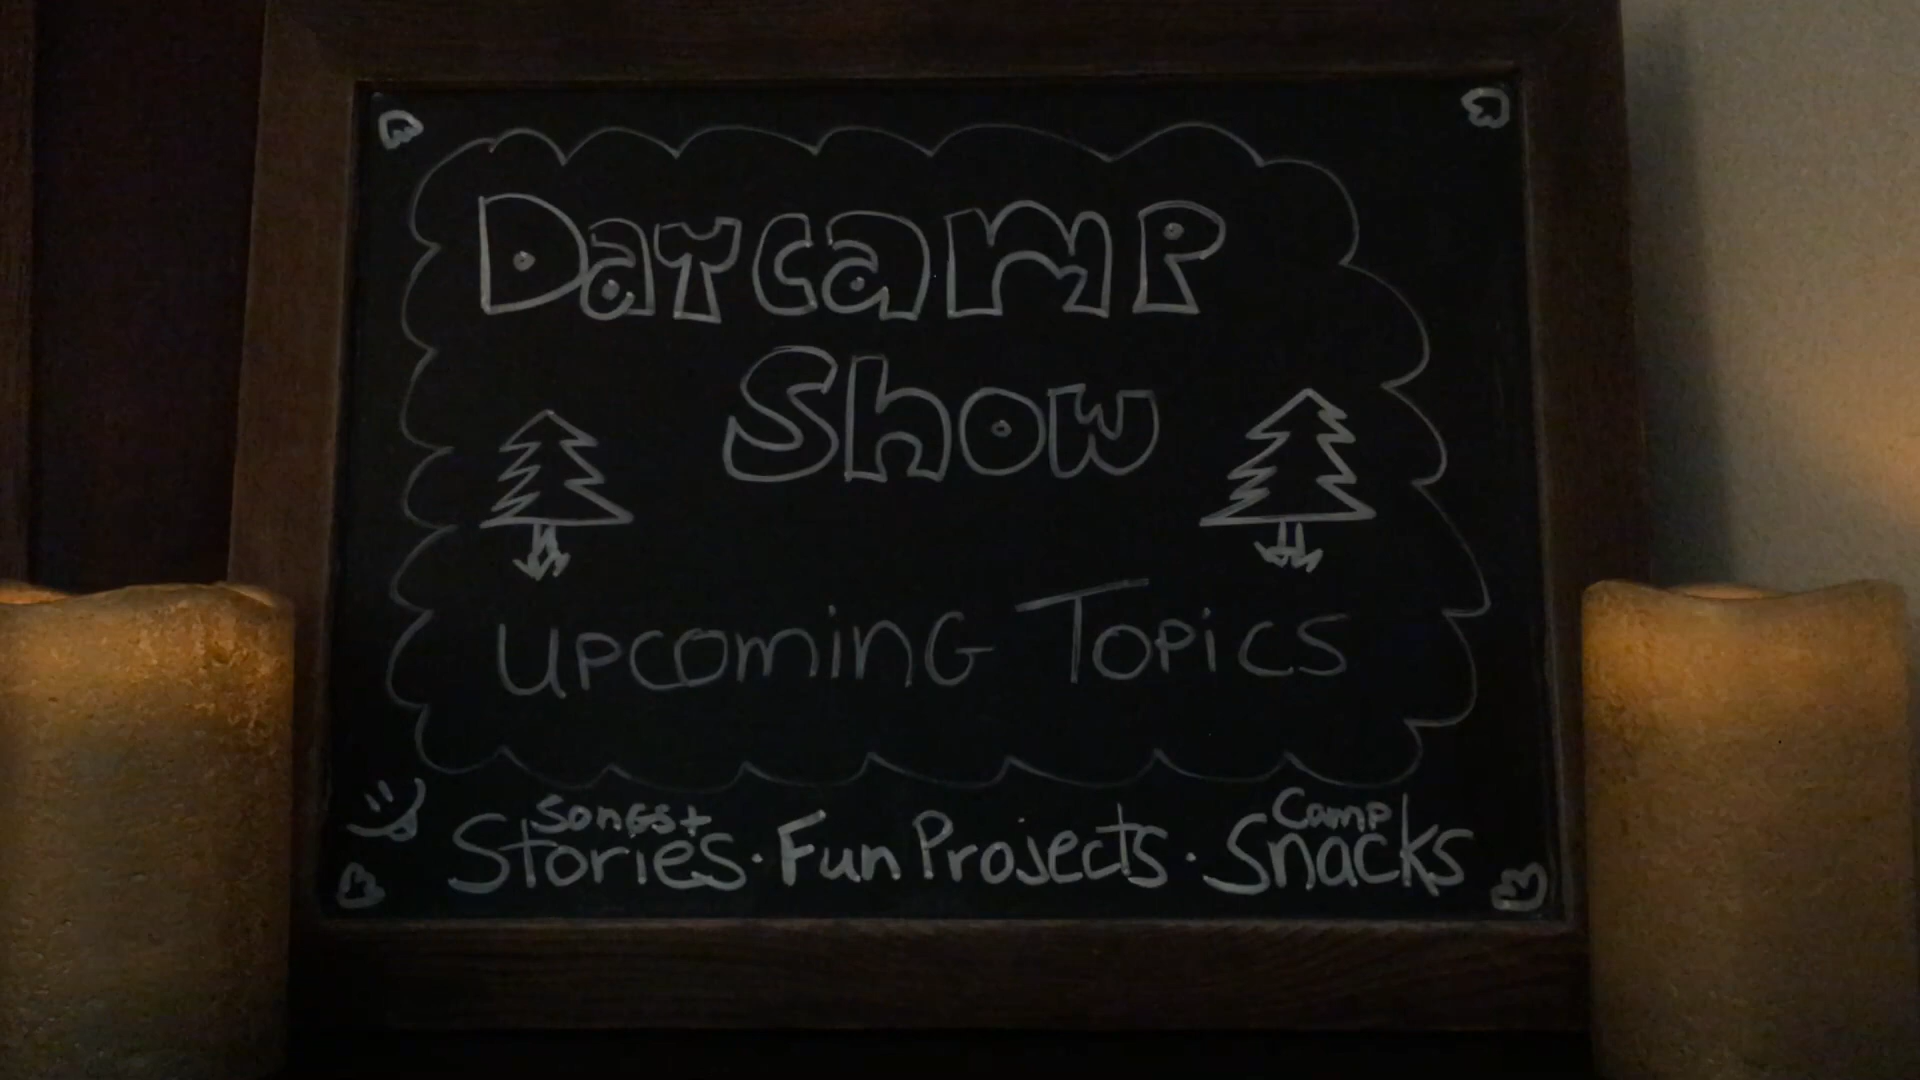 Daycamp
Show
Upcoming Topics
Songs +
Stories · Fun Projects · Camp Snacks